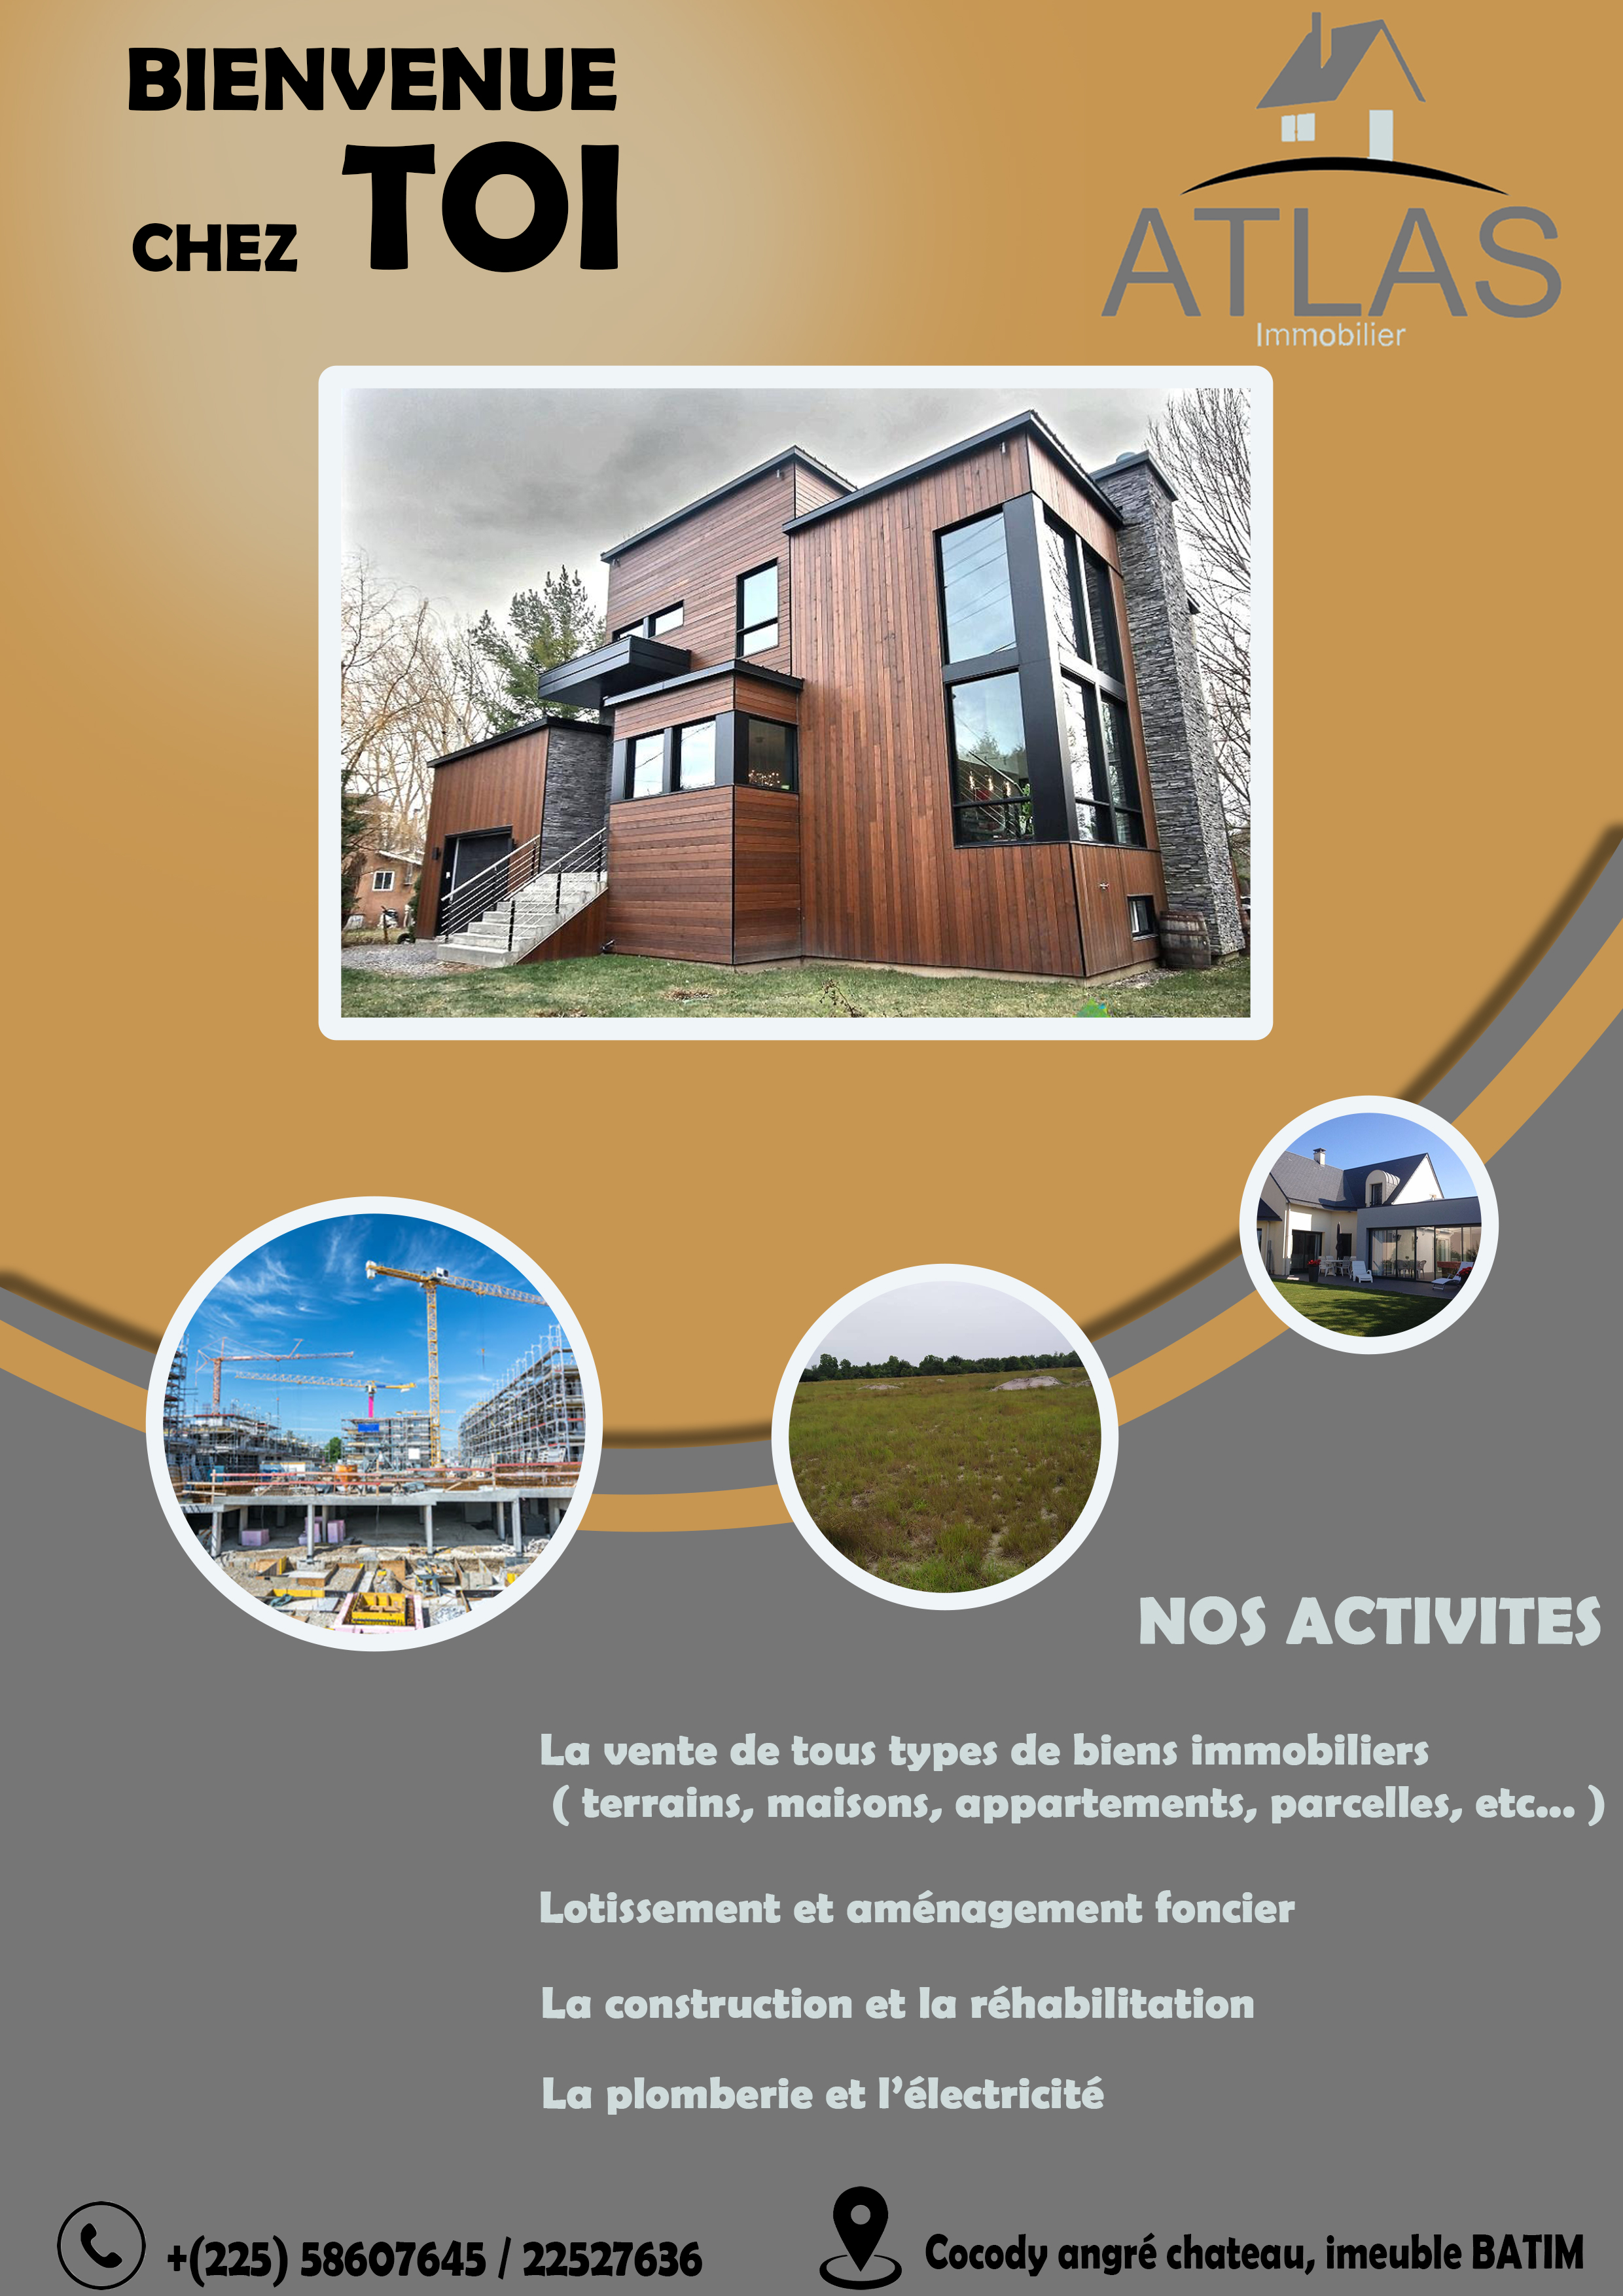 BIENVENUE
CHEZ TOI
ATLAS
Immobilier
NOS ACTIVITES
La vente de tous types de biens immobiliers
( terrains, maisons, appartements, parcelles, etc... )
Lotissement et aménagement foncier
La construction et la réhabilitation
La plomberie et l’électricité
+(225) 58607645 / 22527636
Cocody angré chateau, imeuble BATIM